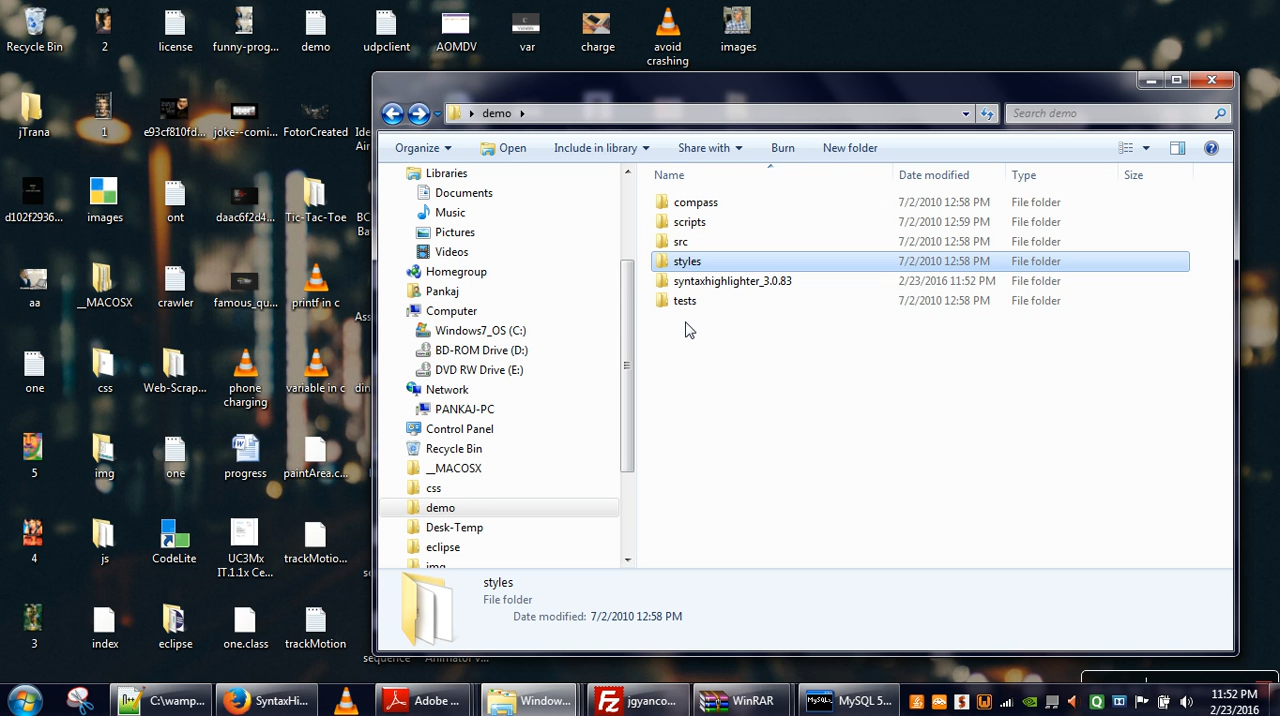 Recycle Bin
2
license
funny-prog...
demo
udpclient
AOMDV
var
charge
avoid
crashing
images
jTrana
1
e93cf810fd...
joke--comi...
FotorCreated
d102f2936...
images
ont
daac6f2d4...
Tic-Tac-Toe
aa
__MACOSX
crawler
famous_qu...
printf in c
one
css
Web-Scrap...
phone
charging
variable in c
5
img
one
progress
paintArea.c...
4
js
CodeLite
UC3Mx
IT.1.1x Ce...
trackMotio...
3
index
eclipse
one.class
trackMotion
sequence
Animator v...
demo
Search demo
Organize
Open
Include in library
Share with
Burn
New folder
Libraries
Documents
Music
Pictures
Videos
Homegroup
Pankaj
Computer
Windows7_OS (C:)
BD-ROM Drive (D:)
DVD RW Drive (E:)
Network
PANKAJ-PC
Control Panel
Recycle Bin
__MACOSX
css
demo
Desk-Temp
eclipse
img
Name Date modified Type Size
compass 7/2/2010 12:58 PM File folder
scripts 7/2/2010 12:59 PM File folder
src 7/2/2010 12:58 PM File folder
styles 7/2/2010 12:58 PM File folder
syntaxhighlighter_3.0.83 2/23/2016 11:52 PM File folder
tests 7/2/2010 12:58 PM File folder
styles
File folder
Date modified: 7/2/2010 12:58 PM
C:\wamp...
SyntaxHi...
Adobe ...
Window...
jgyanco...
WinRAR
MySQL 5...
11:52 PM
2/23/2016